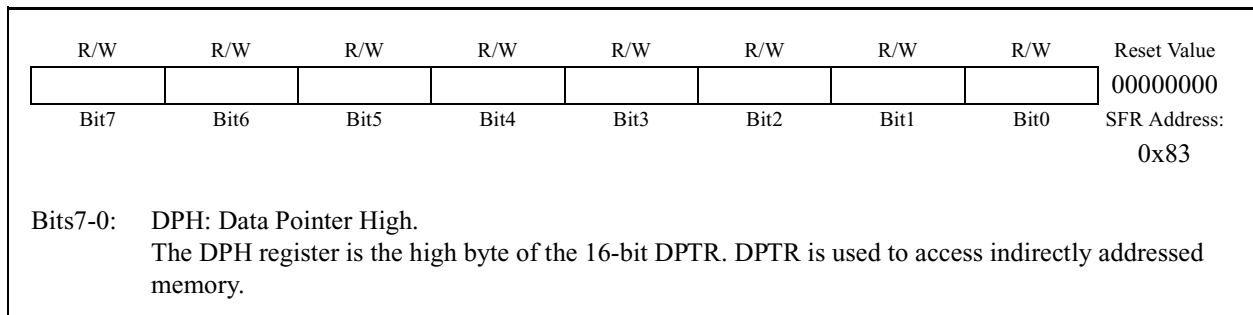 R/W R/W R/W R/W R/W R/W R/W R/W Reset Value
00000000
Bit7 Bit6 Bit5 Bit4 Bit3 Bit2 Bit1 Bit0 SFR Address:
0x83
Bits7-0: DPH: Data Pointer High.
The DPH register is the high byte of the 16-bit DPTR. DPTR is used to access indirectly addressed
memory.